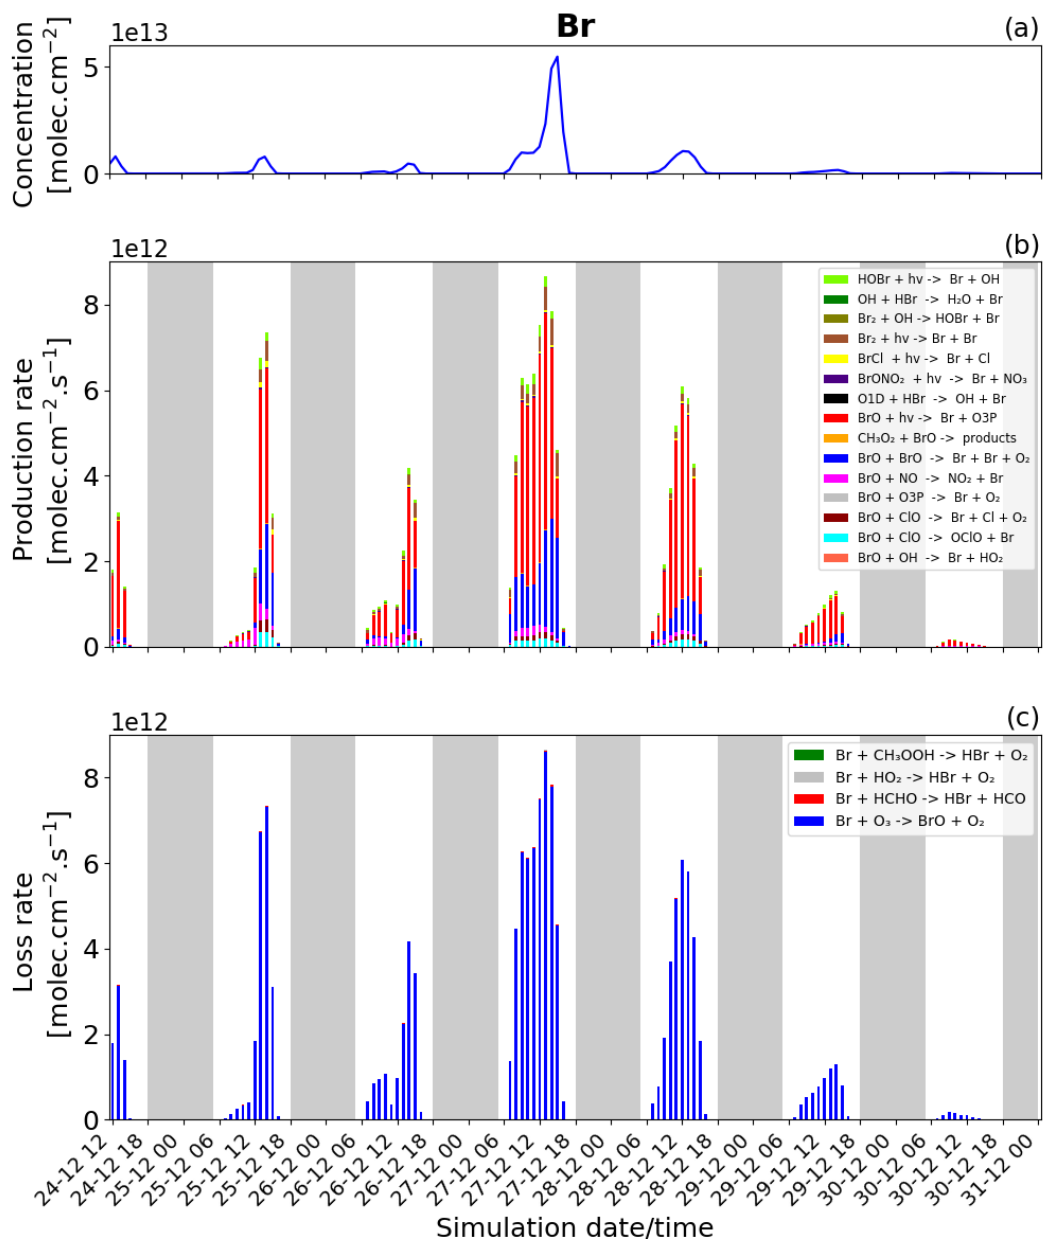 Br
(a)
1e13
Concentration
[molec.cm⁻²]
5
0
(b)
1e12
Production rate
[molec.cm⁻².s⁻¹]
8
6
4
2
0
HOBr + hv -> Br + OH
OH + HBr -> H₂O + Br
Br₂ + OH -> HOBr + Br
Br₂ + hv -> Br + Br
BrCl + hv -> Br + Cl
BrONO₂ + hv -> Br + NO₃
O1D + HBr -> OH + Br
BrO + hv -> Br + O3P
CH₃O₂ + BrO -> products
BrO + BrO -> Br + Br + O₂
BrO + NO -> NO₂ + Br
BrO + O3P -> Br + O₂
BrO + ClO -> Br + Cl + O₂
BrO + ClO -> OClO + Br
BrO + OH -> Br + HO₂
(c)
1e12
Loss rate
[molec.cm⁻².s⁻¹]
8
6
4
2
0
Br + CH₃OOH -> HBr + O₂
Br + HO₂ -> HBr + O₂
Br + HCHO -> HBr + HCO
Br + O₃ -> BrO + O₂
24-12 12
24-12 18
25-12 00
25-12 06
25-12 12
25-12 18
26-12 00
26-12 06
26-12 12
26-12 18
27-12 00
27-12 06
27-12 12
27-12 18
28-12 00
28-12 06
28-12 12
28-12 18
29-12 00
29-12 06
29-12 12
29-12 18
30-12 00
30-12 06
30-12 12
30-12 18
31-12 00
Simulation date/time